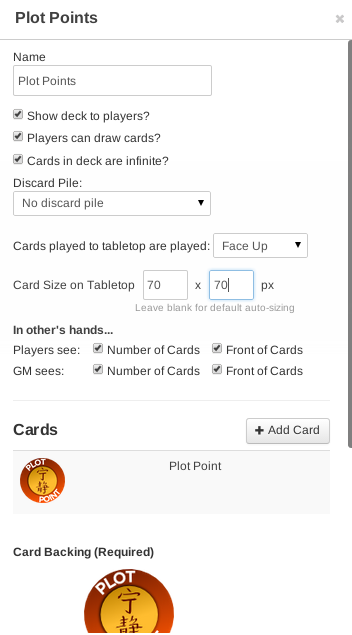 Plot Points
Name
Plot Points
Show deck to players?
Players can draw cards?
Cards in deck are infinite?
Discard Pile:
No discard pile
Cards played to tabletop are played: Face Up
Card Size on Tabletop 70 x 70 px
Leave blank for default auto-sizing
In other's hands...
Players see: Number of Cards Front of Cards
GM sees: Number of Cards Front of Cards
Cards
+ Add Card
PLOT
宁静
POINT
Plot Point
Card Backing (Required)
PLOT
宁静